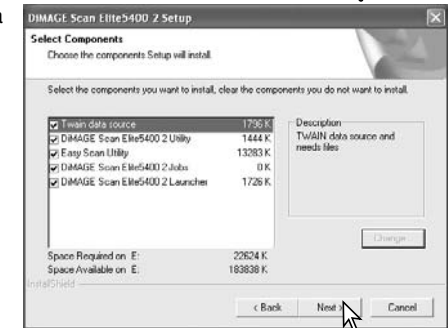 DiMAGE Scan Elite5400 2 Setup
Select Components
Choose the components Setup will install.
Select the components you want to install, clear the components you do not want to install.
Twain data source 1796 K
DiMAGE Scan Elite5400 2 Utility 1444 K
Easy Scan Utility 13283 K
DiMAGE Scan Elite5400 2 Jobs 0 K
DiMAGE Scan Elite5400 2 Launcher 1726 K
Description
TWAIN data source and
needs files
Change...
Space Required on E: 22624 K
Space Available on E: 183838 K
InstallShield
< Back Next > Cancel